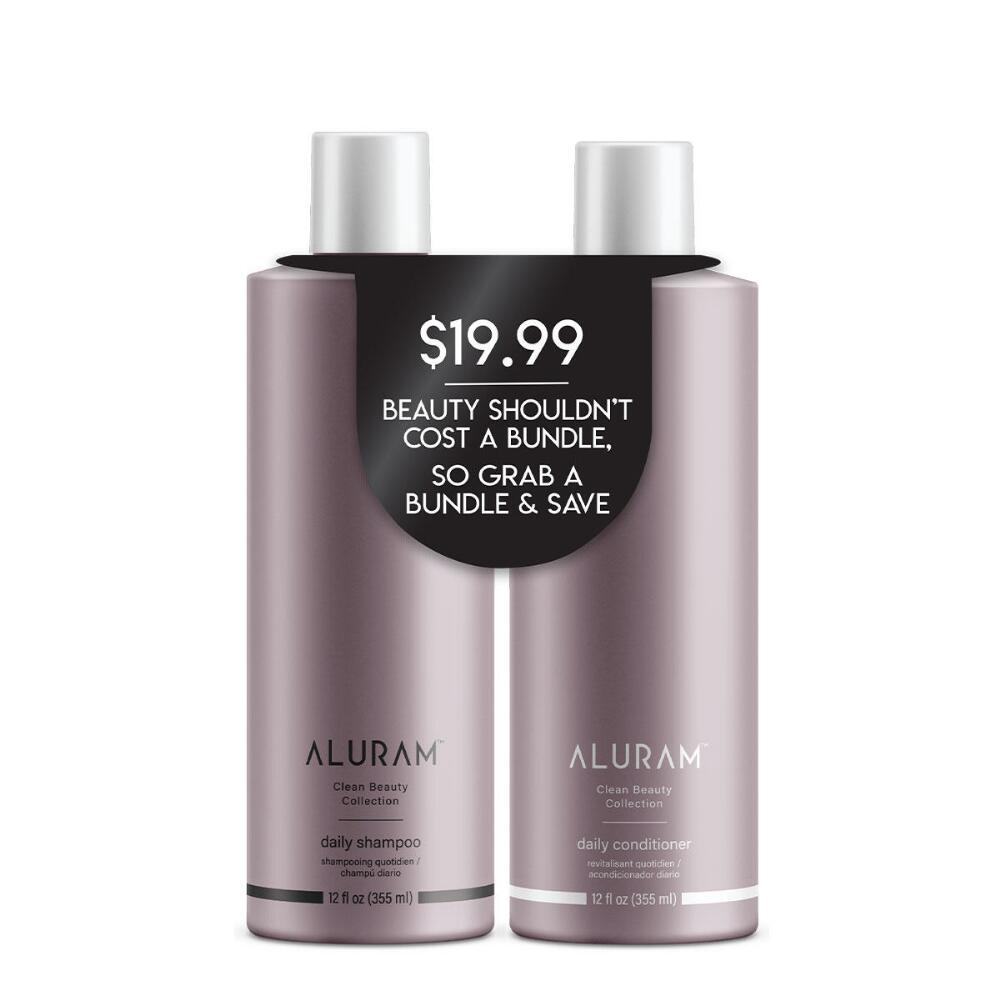 $19.99
BEAUTY SHOULDN'T
COST A BUNDLE,
SO GRAB A
BUNDLE & SAVE
ALURAM™
Clean Beauty
Collection
daily shampoo
shampooing quotidien /
champú diario
12 fl oz (355 ml)
ALURAM™
Clean Beauty
Collection
daily conditioner
revitalisant quotidien /
acondicionador diario
12 fl oz (355 ml)